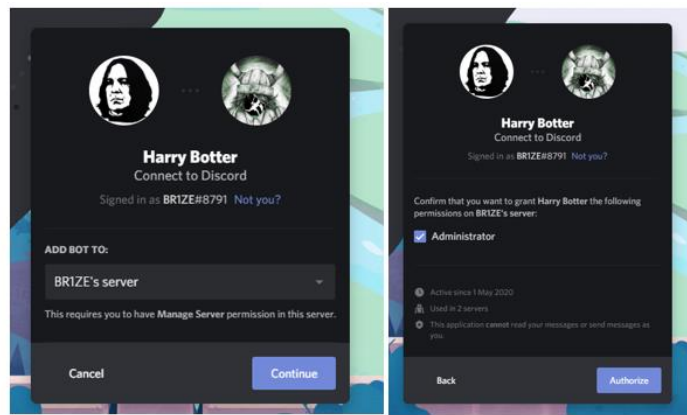 Harry Botter
Connect to Discord
Signed in as BR1ZE#8791 Not you?
ADD BOT TO:
BR1ZE's server
This requires you to have Manage Server permission in this server.
Cancel
Continue
Harry Botter
Connect to Discord
Signed in as BR1ZE#8791 Not you?
Confirm that you want to grant Harry Botter the following
permissions on BR1ZE's server:
Administrator
Active since 1 May 2020
Used in 2 servers
This application cannot read your messages or send messages as
you.
Back
Authorize